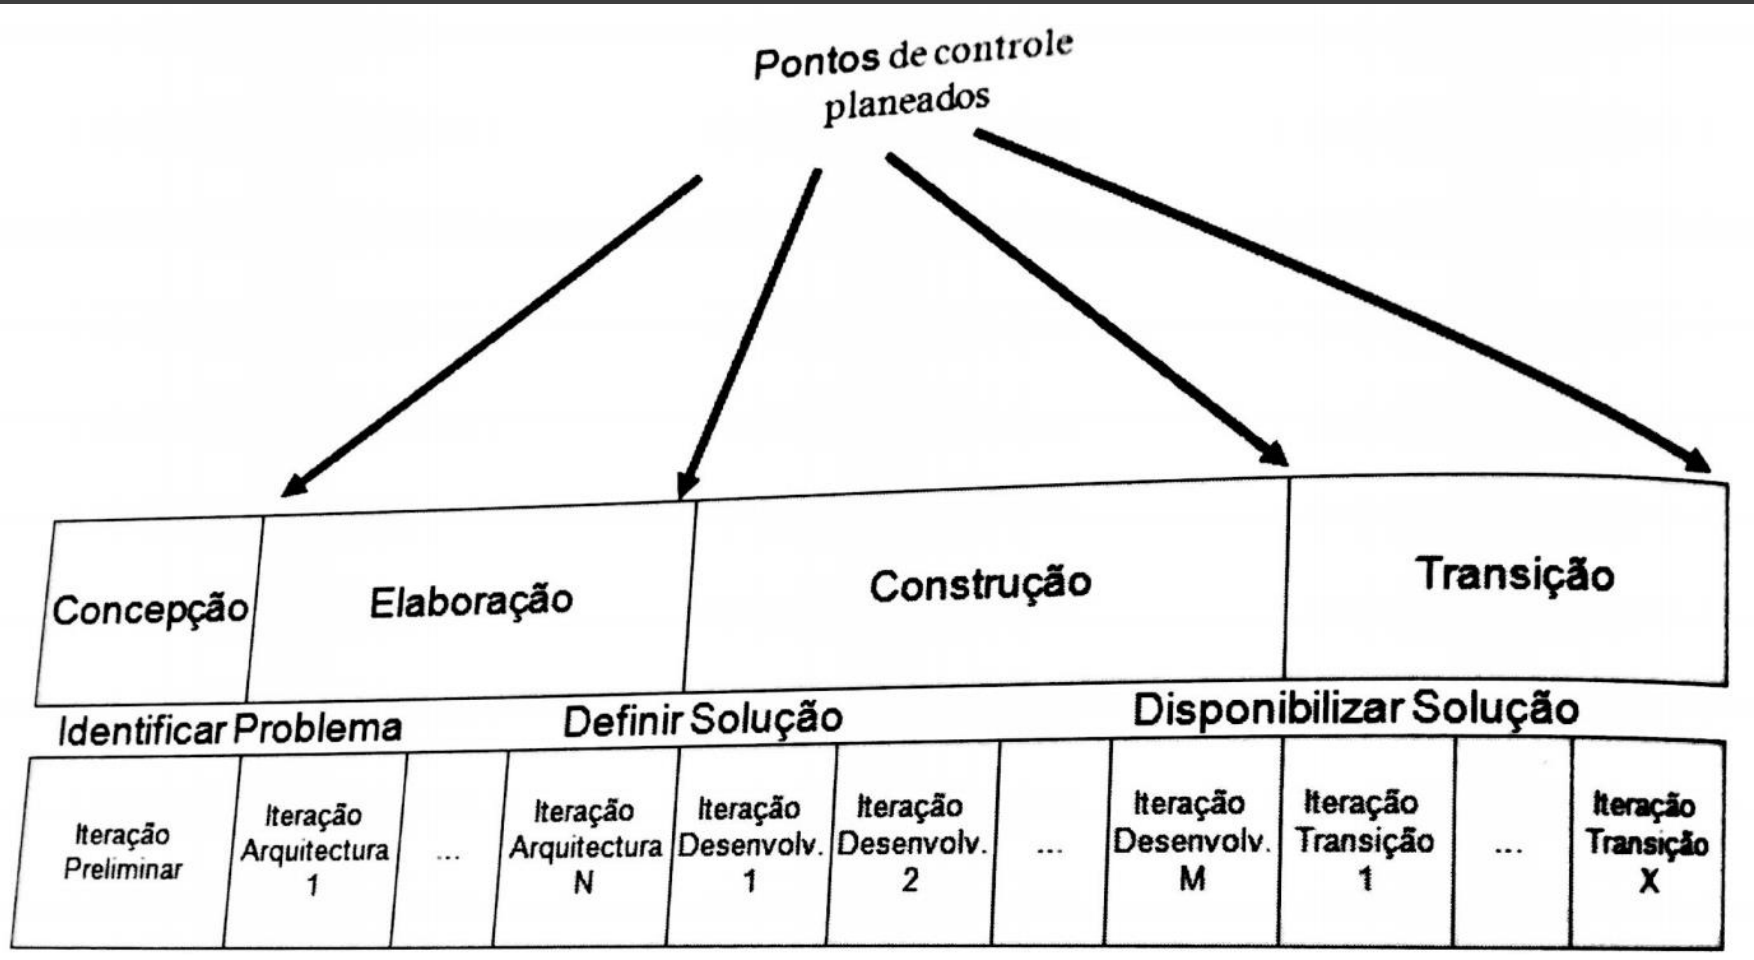 Pontos de controle
planeados
Concepção
Elaboração
Construção
Transição
Identificar Problema
Definir Solução
Disponibilizar Solução
Iteração
Preliminar
Iteração
Arquitectura
1
...
Iteração
Arquitectura
N
Iteração
Desenvolv.
1
Iteração
Desenvolv.
2
...
Iteração
Desenvolv.
M
Iteração
Transição
1
...
Iteração
Transição
X